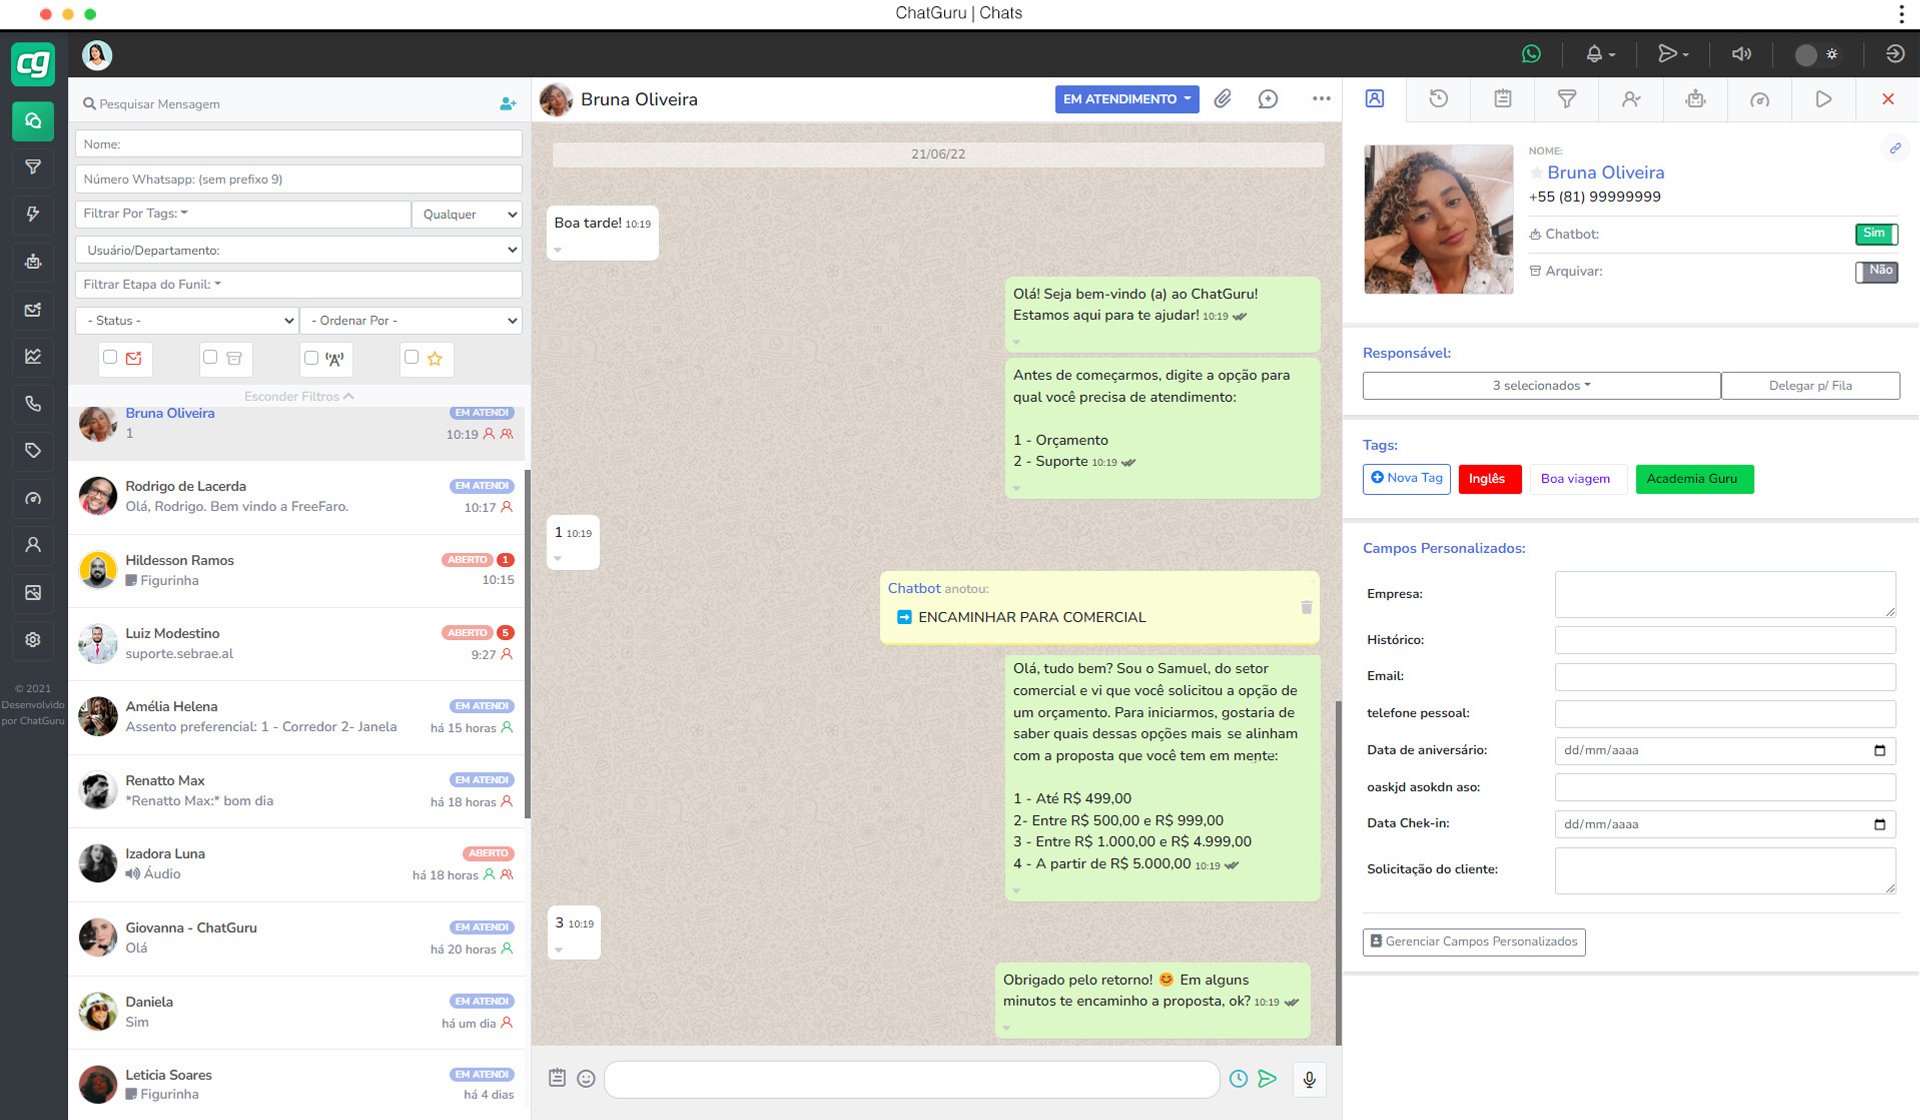 ChatGuru | Chats
cg
Pesquisar Mensagem
Nome:
Número Whatsapp: (sem prefixo 9)
Filtrar Por Tags:
Qualquer
Usuário/Departamento:
Filtrar Etapa do Funil:
- Status -
- Ordenar Por -
Esconder Filtros
Bruna Oliveira
EM ATENDI
1
10:19
Rodrigo de Lacerda
EM ATENDI
Olá, Rodrigo. Bem vindo a FreeFaro.
10:17
Hildesson Ramos
ABERTO 1
Figurinha
10:15
Luiz Modestino
ABERTO 5
suporte.sebrae.al
9:27
Amélia Helena
EM ATENDI
Assento preferencial: 1 - Corredor 2- Janela
há 15 horas
Renatto Max
EM ATENDI
*Renatto Max:* bom dia
há 18 horas
Izadora Luna
ABERTO
Áudio
há 18 horas
Giovanna - ChatGuru
EM ATENDI
Olá
há 20 horas
Daniela
EM ATENDI
Sim
há um dia
Leticia Soares
EM ATENDI
Figurinha
há 4 dias
© 2021
Desenvolvido
por ChatGuru
Bruna Oliveira
EM ATENDIMENTO
21/06/22
Boa tarde! 10:19
Olá! Seja bem-vindo (a) ao ChatGuru!
Estamos aqui para te ajudar! 10:19
Antes de começarmos, digite a opção para
qual você precisa de atendimento:
1 - Orçamento
2 - Suporte 10:19
1 10:19
Chatbot anotou:
➡ ENCAMINHAR PARA COMERCIAL
Olá, tudo bem? Sou o Samuel, do setor
comercial e vi que você solicitou a opção de
um orçamento. Para iniciarmos, gostaria de
saber quais dessas opções mais se alinham
com a proposta que você tem em mente:
1 - Até R$ 499,00
2- Entre R$ 500,00 e R$ 999,00
3 - Entre R$ 1.000,00 e R$ 4.999,00
4 - A partir de R$ 5.000,00 10:19
3 10:19
Obrigado pelo retorno! 😊 Em alguns
minutos te encaminho a proposta, ok? 10:19
NOME:
Bruna Oliveira
+55 (81) 99999999
Chatbot:
Sim
Arquivar:
Não
Responsável:
3 selecionados
Delegar p/ Fila
Tags:
Nova Tag
Inglês
Boa viagem
Academia Guru
Campos Personalizados:
Empresa:
Histórico:
Email:
telefone pessoal:
Data de aniversário:
dd/mm/aaaa
oaskjd asokdn aso:
Data Chek-in:
dd/mm/aaaa
Solicitação do cliente:
Gerenciar Campos Personalizados